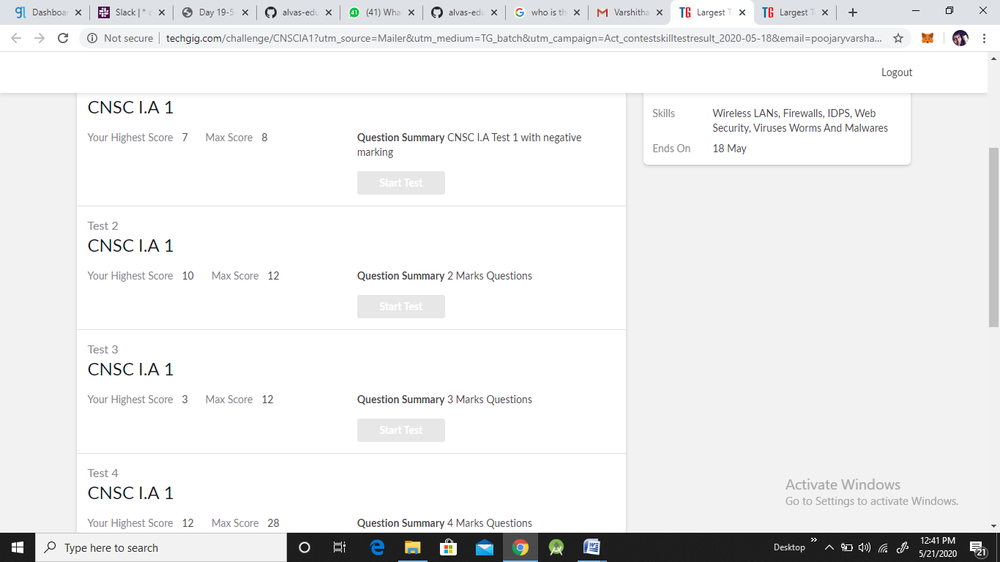 Dashboar
Slack | * c
Day 19-5
alvas-edu
(41) Wha
alvas-edu
who is th
Varshitha
Largest T
Largest T
Not secure
techgig.com/challenge/CNSCIA1?utm_source=Mailer&utm_medium=TG_batch&utm_campaign=Act_contestskilltestresult_2020-05-18&email=poojaryvarsha...
Logout
CNSC I.A 1
Your Highest Score 7 Max Score 8
Question Summary CNSC I.A Test 1 with negative
marking
Start Test
Skills Wireless LANs, Firewalls, IDPS, Web
Security, Viruses Worms And Malwares
Ends On 18 May
Test 2
CNSC I.A 1
Your Highest Score 10 Max Score 12
Question Summary 2 Marks Questions
Start Test
Test 3
CNSC I.A 1
Your Highest Score 3 Max Score 12
Question Summary 3 Marks Questions
Start Test
Test 4
CNSC I.A 1
Your Highest Score 12 Max Score 28
Question Summary 4 Marks Questions
Activate Windows
Go to Settings to activate Windows.
Type here to search
Desktop
12:41 PM
5/21/2020
21